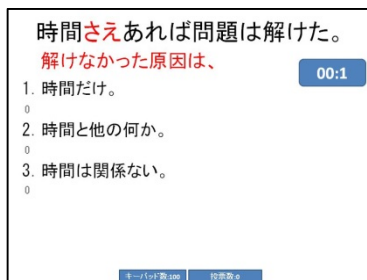 時間さえあれば問題は解けた。
解けなかった原因は、
00:1
1. 時間だけ。
0
2. 時間と他の何か。
0
3. 時間は関係ない。
0
キーパッド数:100 投票数:0